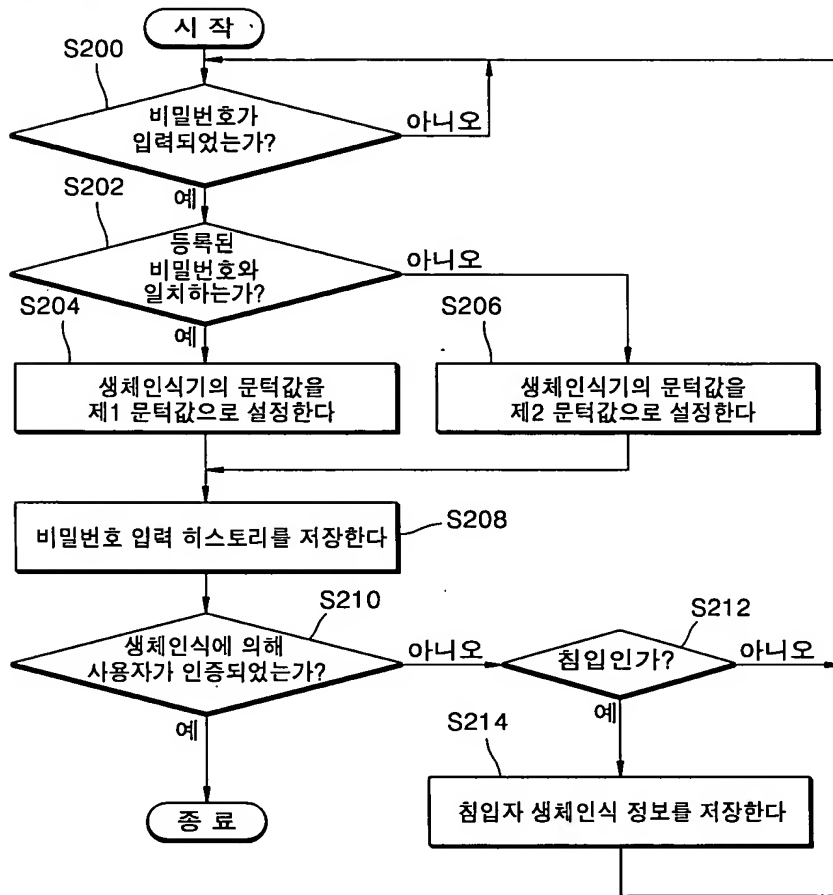 시 작
S200
비밀번호가
입력되었는가?
아니오
예
S202
등록된
비밀번호와
일치하는가?
아니오
예
S204
생체인식기의 문턱값을
제1 문턱값으로 설정한다
S206
생체인식기의 문턱값을
제2 문턱값으로 설정한다
비밀번호 입력 히스토리를 저장한다
S208
S210
생체인식에 의해
사용자가 인증되었는가?
아니오
예
S212
침입인가?
아니오
예
S214
침입자 생체인식 정보를 저장한다
종 료